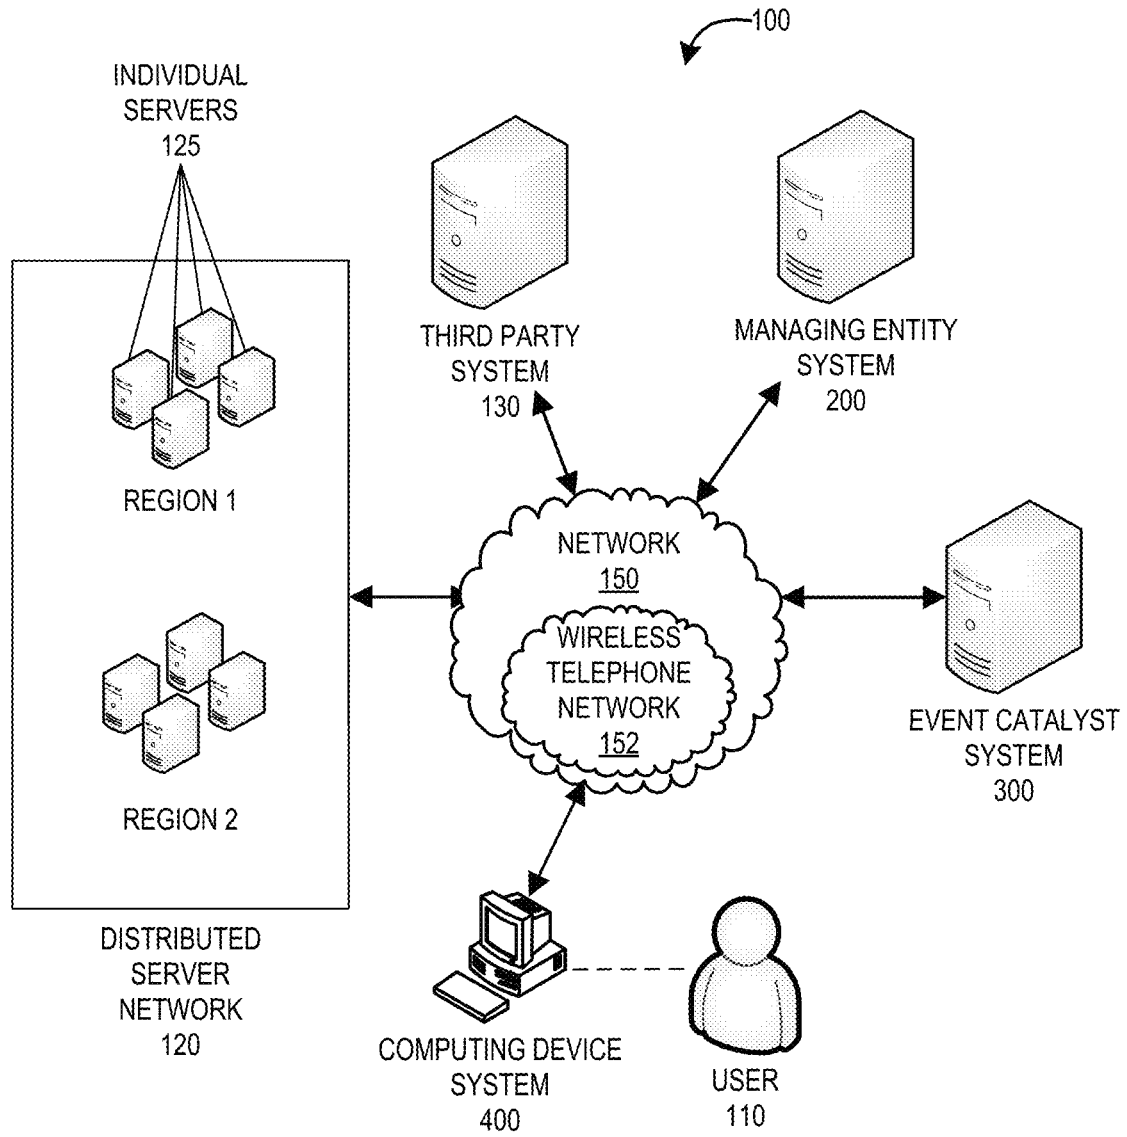 100
INDIVIDUAL
SERVERS
125
THIRD PARTY
SYSTEM
130
MANAGING ENTITY
SYSTEM
200
REGION 1
NETWORK
150
WIRELESS
TELEPHONE
NETWORK
152
EVENT CATALYST
SYSTEM
300
REGION 2
DISTRIBUTED
SERVER
NETWORK
120
COMPUTING DEVICE
SYSTEM
400
USER
110